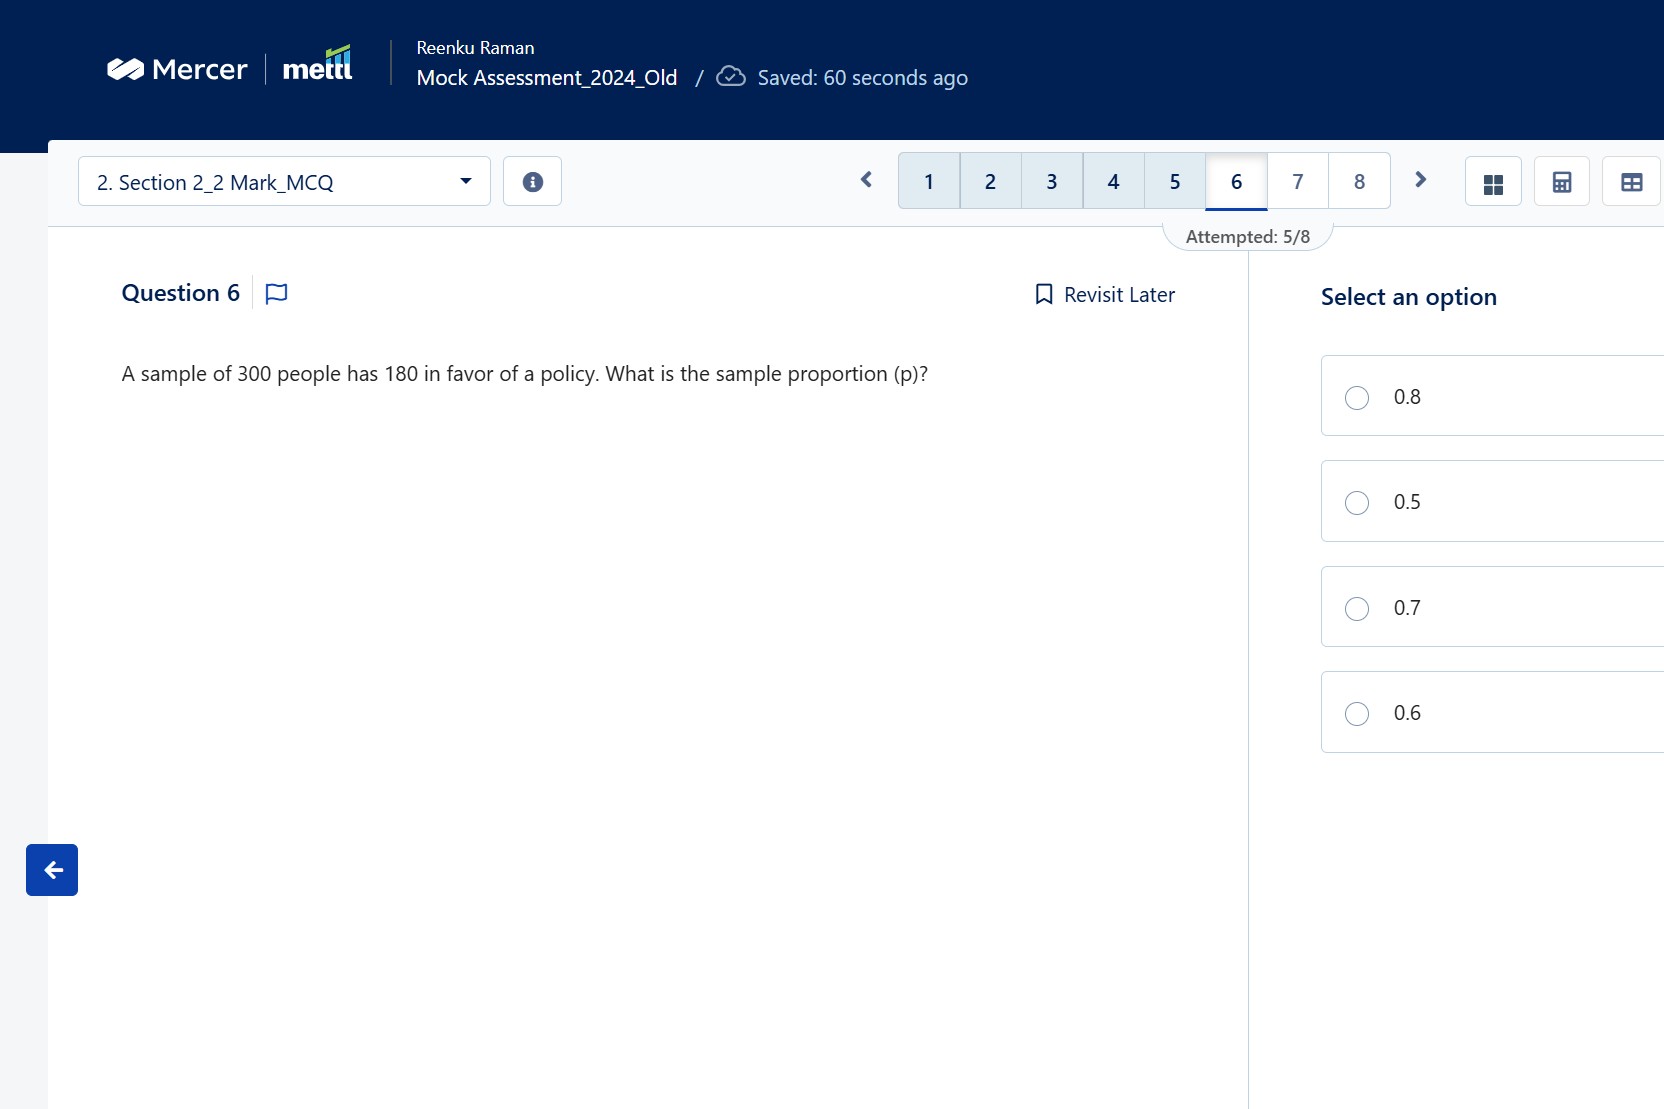 Mercer | mettl
Reenku Raman
Mock Assessment_2024_Old / Saved: 60 seconds ago
2. Section 2_2 Mark_MCQ
1 2 3 4 5 6 7 8
Attempted: 5/8
Question 6
Revisit Later
A sample of 300 people has 180 in favor of a policy. What is the sample proportion (p)?
Select an option
0.8
0.5
0.7
0.6